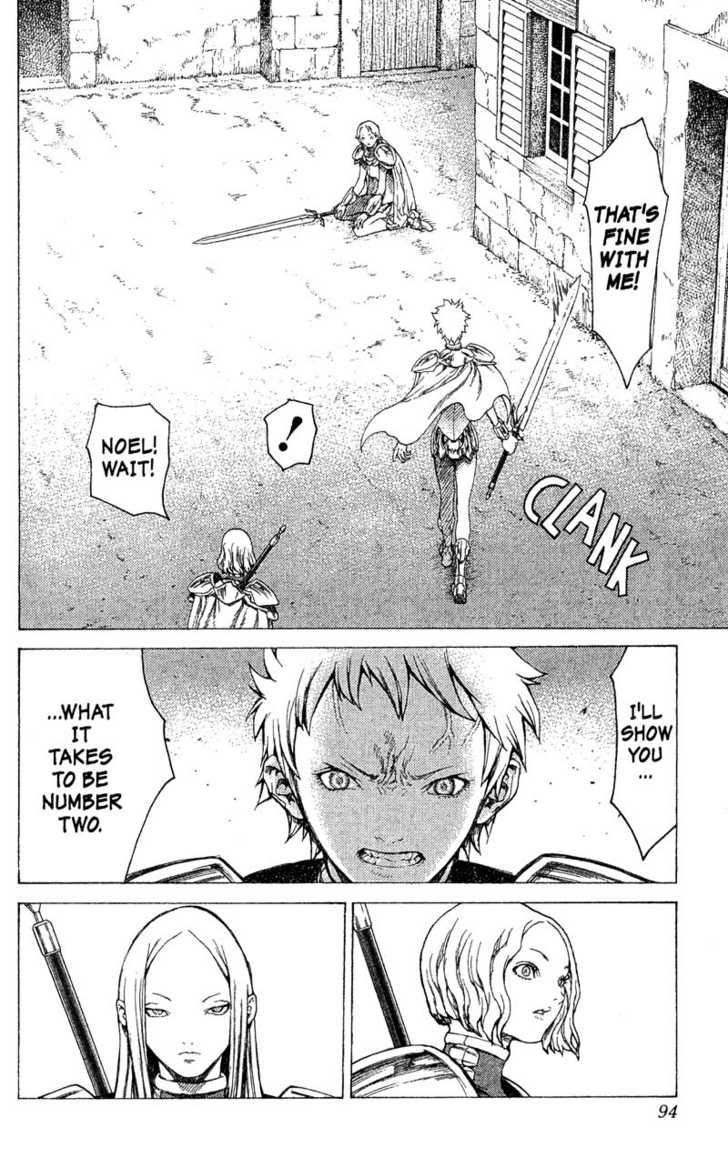 THAT'S
FINE
WITH
ME!
!
NOEL!
WAIT!
CLANK
I'LL
SHOW
YOU
...
...WHAT
IT
TAKES
TO BE
NUMBER
TWO.
94